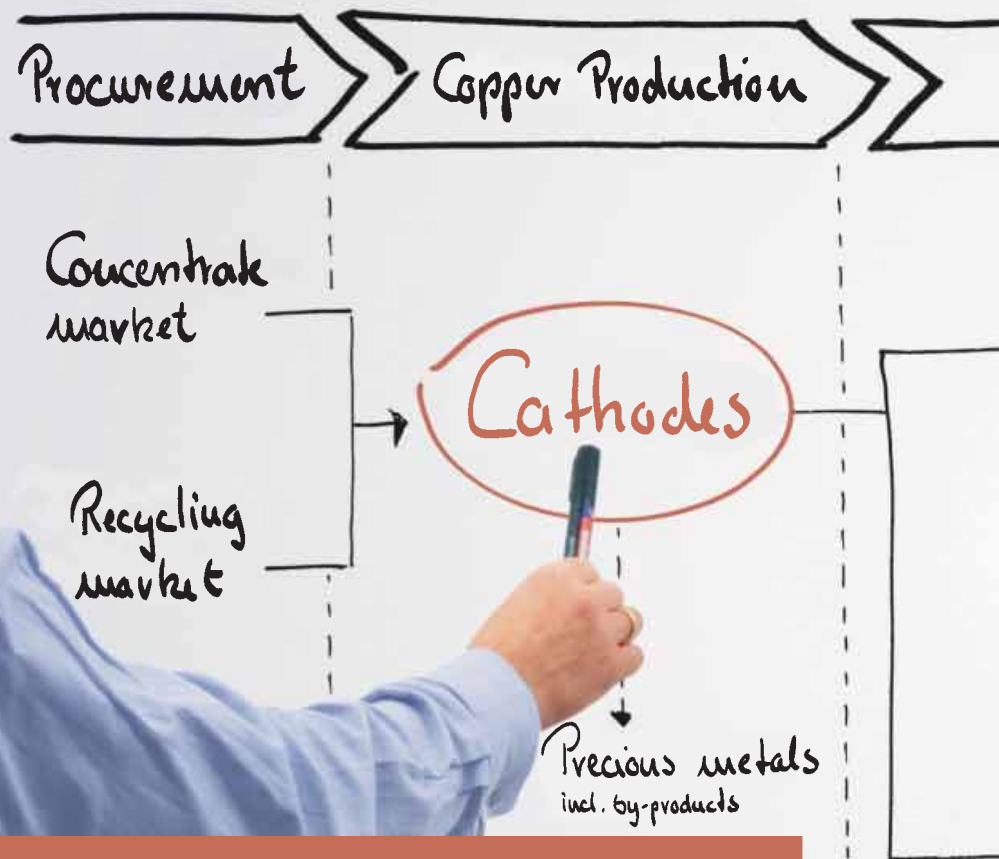 Procurement
Copper Production
Concentrate
market
Cathodes
Recycling
market
Precious metals
incl. by-products